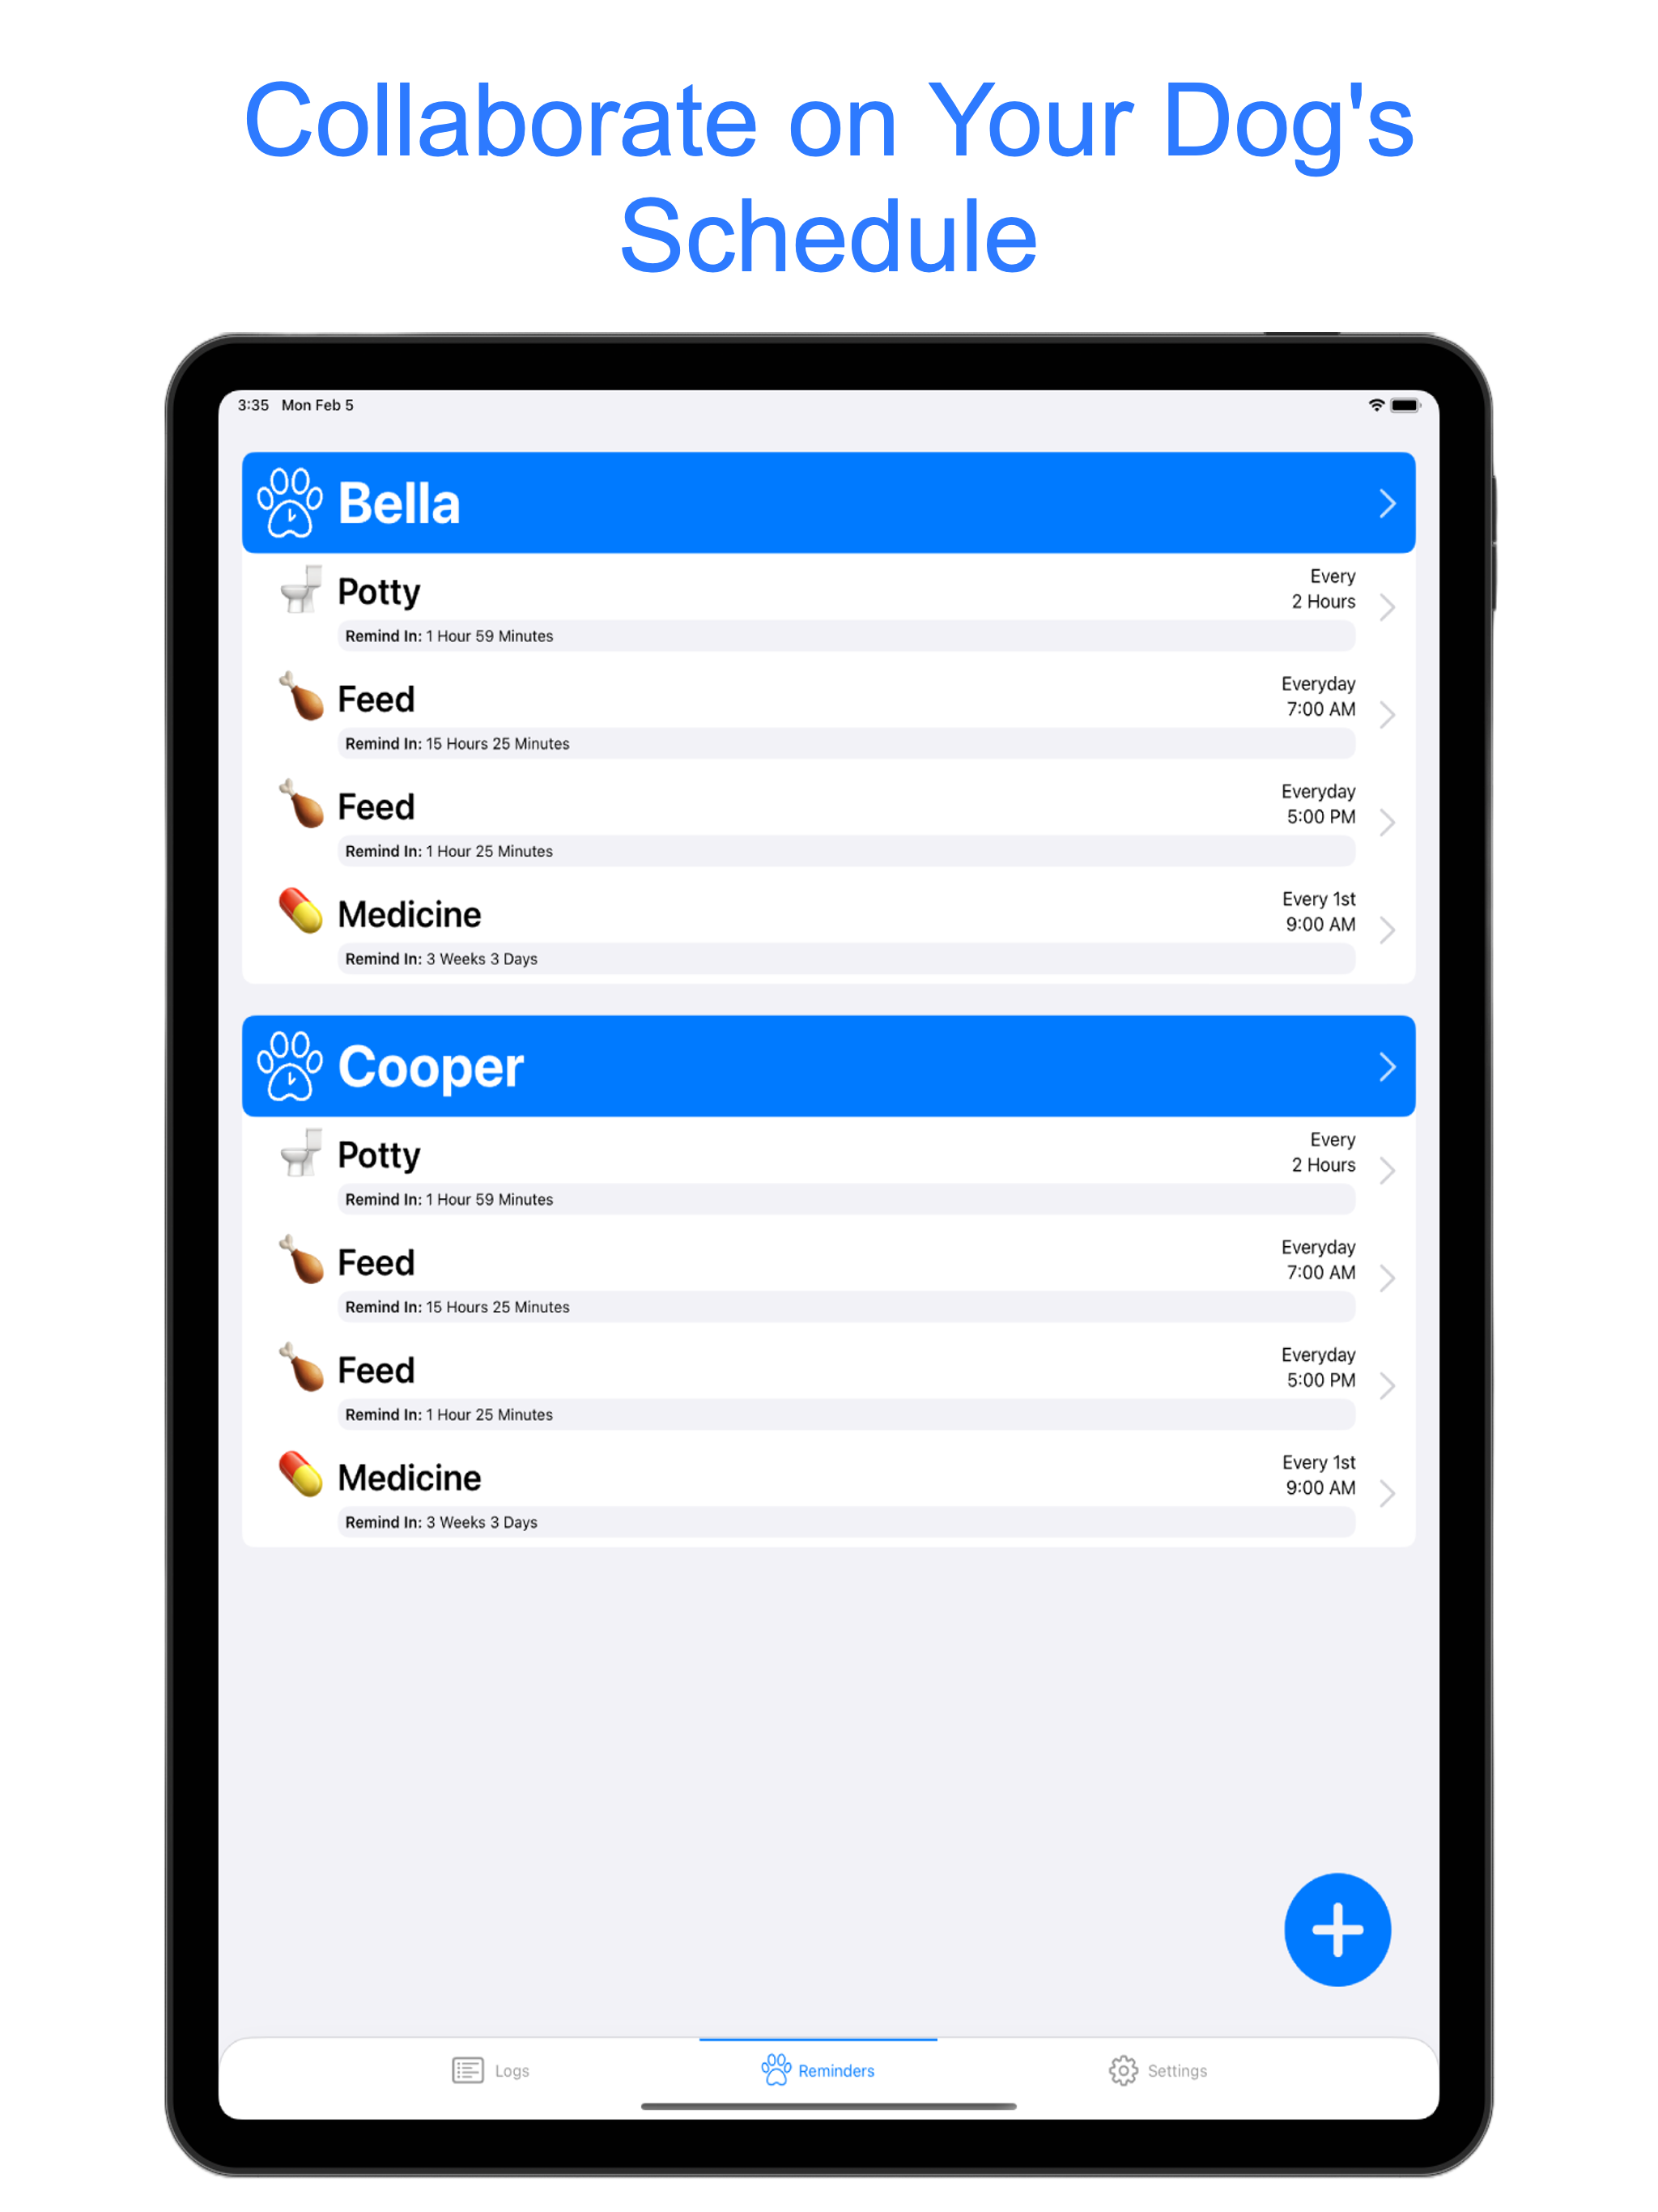 Collaborate on Your Dog's
Schedule
3:35 Mon Feb 5
Bella
Potty
Every
2 Hours
Remind In: 1 Hour 59 Minutes
Feed
Everyday
7:00 AM
Remind In: 15 Hours 25 Minutes
Feed
Everyday
5:00 PM
Remind In: 1 Hour 25 Minutes
Medicine
Every 1st
9:00 AM
Remind In: 3 Weeks 3 Days
Cooper
Potty
Every
2 Hours
Remind In: 1 Hour 59 Minutes
Feed
Everyday
7:00 AM
Remind In: 15 Hours 25 Minutes
Feed
Everyday
5:00 PM
Remind In: 1 Hour 25 Minutes
Medicine
Every 1st
9:00 AM
Remind In: 3 Weeks 3 Days
Logs Reminders Settings